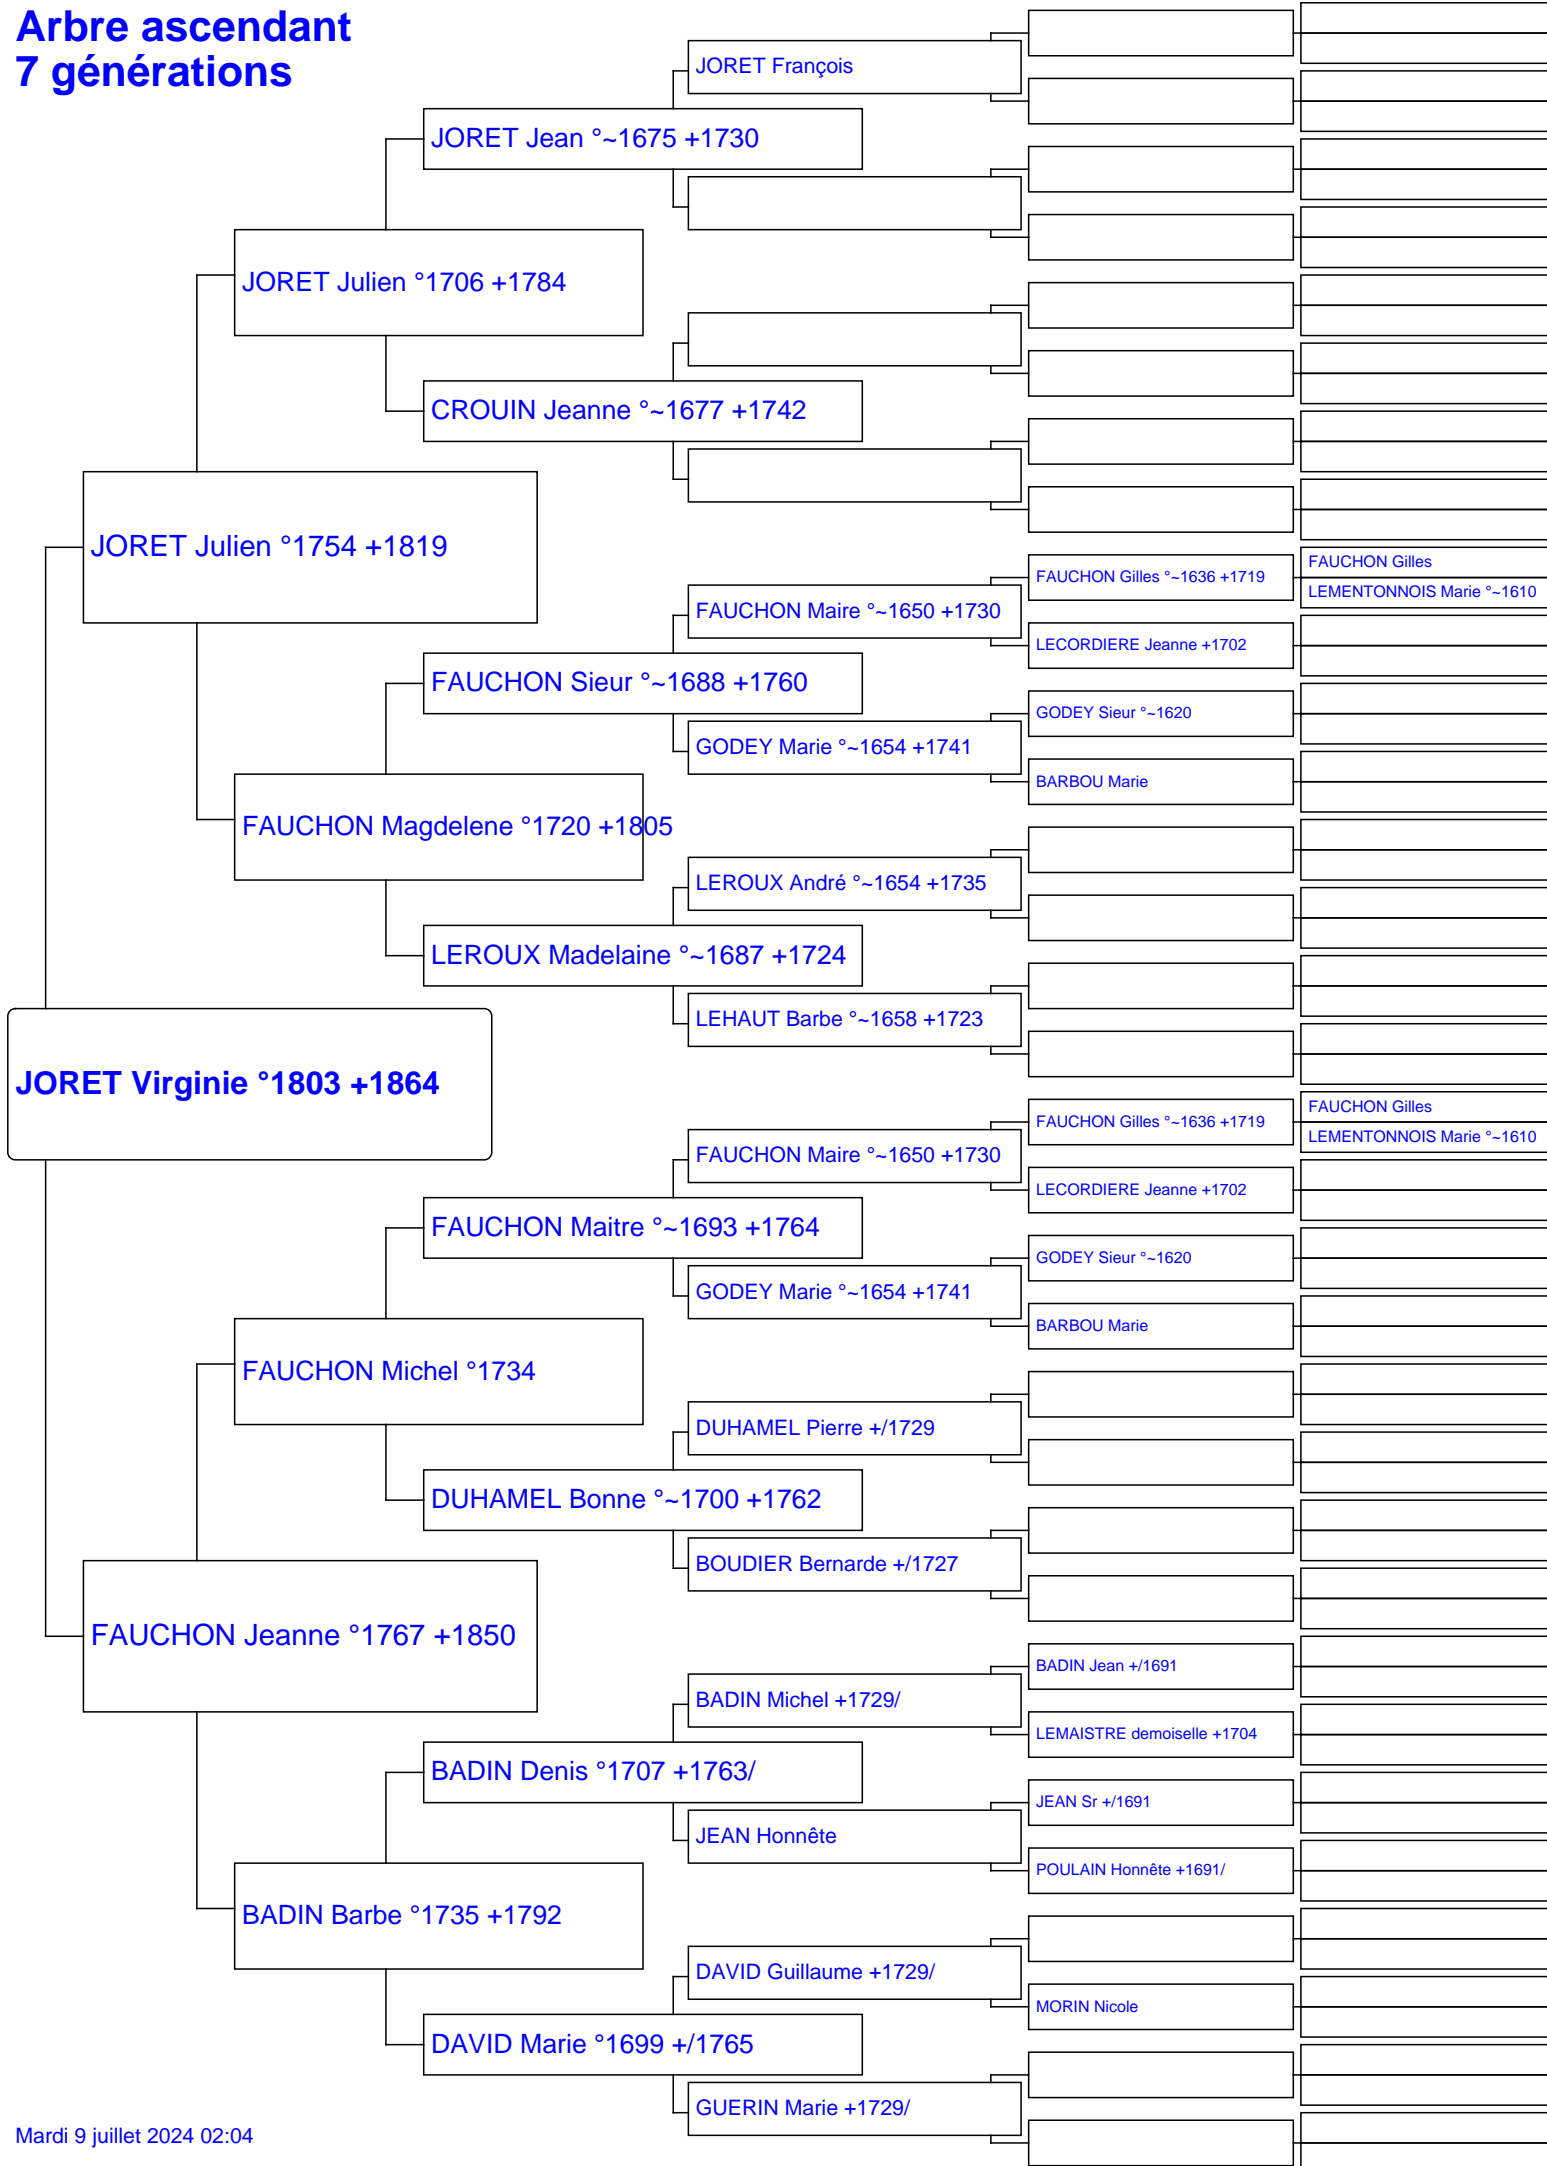 Arbre ascendant
7 générations
JORET François
JORET Jean °~1675 +1730
JORET Julien °1706 +1784
CROUIN Jeanne °~1677 +1742
JORET Julien °1754 +1819
FAUCHON Gilles
FAUCHON Gilles °~1636 +1719
LEMENTONNOIS Marie °~1610
FAUCHON Maire °~1650 +1730
LECORDIERE Jeanne +1702
FAUCHON Sieur °~1688 +1760
GODEY Sieur °~1620
GODEY Marie °~1654 +1741
BARBOU Marie
FAUCHON Magdelene °1720 +1805
LEROUX André °~1654 +1735
LEROUX Madelaine °~1687 +1724
LEHAUT Barbe °~1658 +1723
JORET Virginie °1803 +1864
FAUCHON Gilles
FAUCHON Gilles °~1636 +1719
LEMENTONNOIS Marie °~1610
FAUCHON Maire °~1650 +1730
LECORDIERE Jeanne +1702
FAUCHON Maitre °~1693 +1764
GODEY Sieur °~1620
GODEY Marie °~1654 +1741
BARBOU Marie
FAUCHON Michel °1734
DUHAMEL Pierre +/1729
DUHAMEL Bonne °~1700 +1762
BOUDIER Bernarde +/1727
FAUCHON Jeanne °1767 +1850
BADIN Jean +/1691
BADIN Michel +1729/
LEMAISTRE demoiselle +1704
BADIN Denis °1707 +1763/
JEAN Sr +/1691
JEAN Honnête
POULAIN Honnête +1691/
BADIN Barbe °1735 +1792
DAVID Guillaume +1729/
MORIN Nicole
DAVID Marie °1699 +/1765
GUERIN Marie +1729/
Mardi 9 juillet 2024 02:04